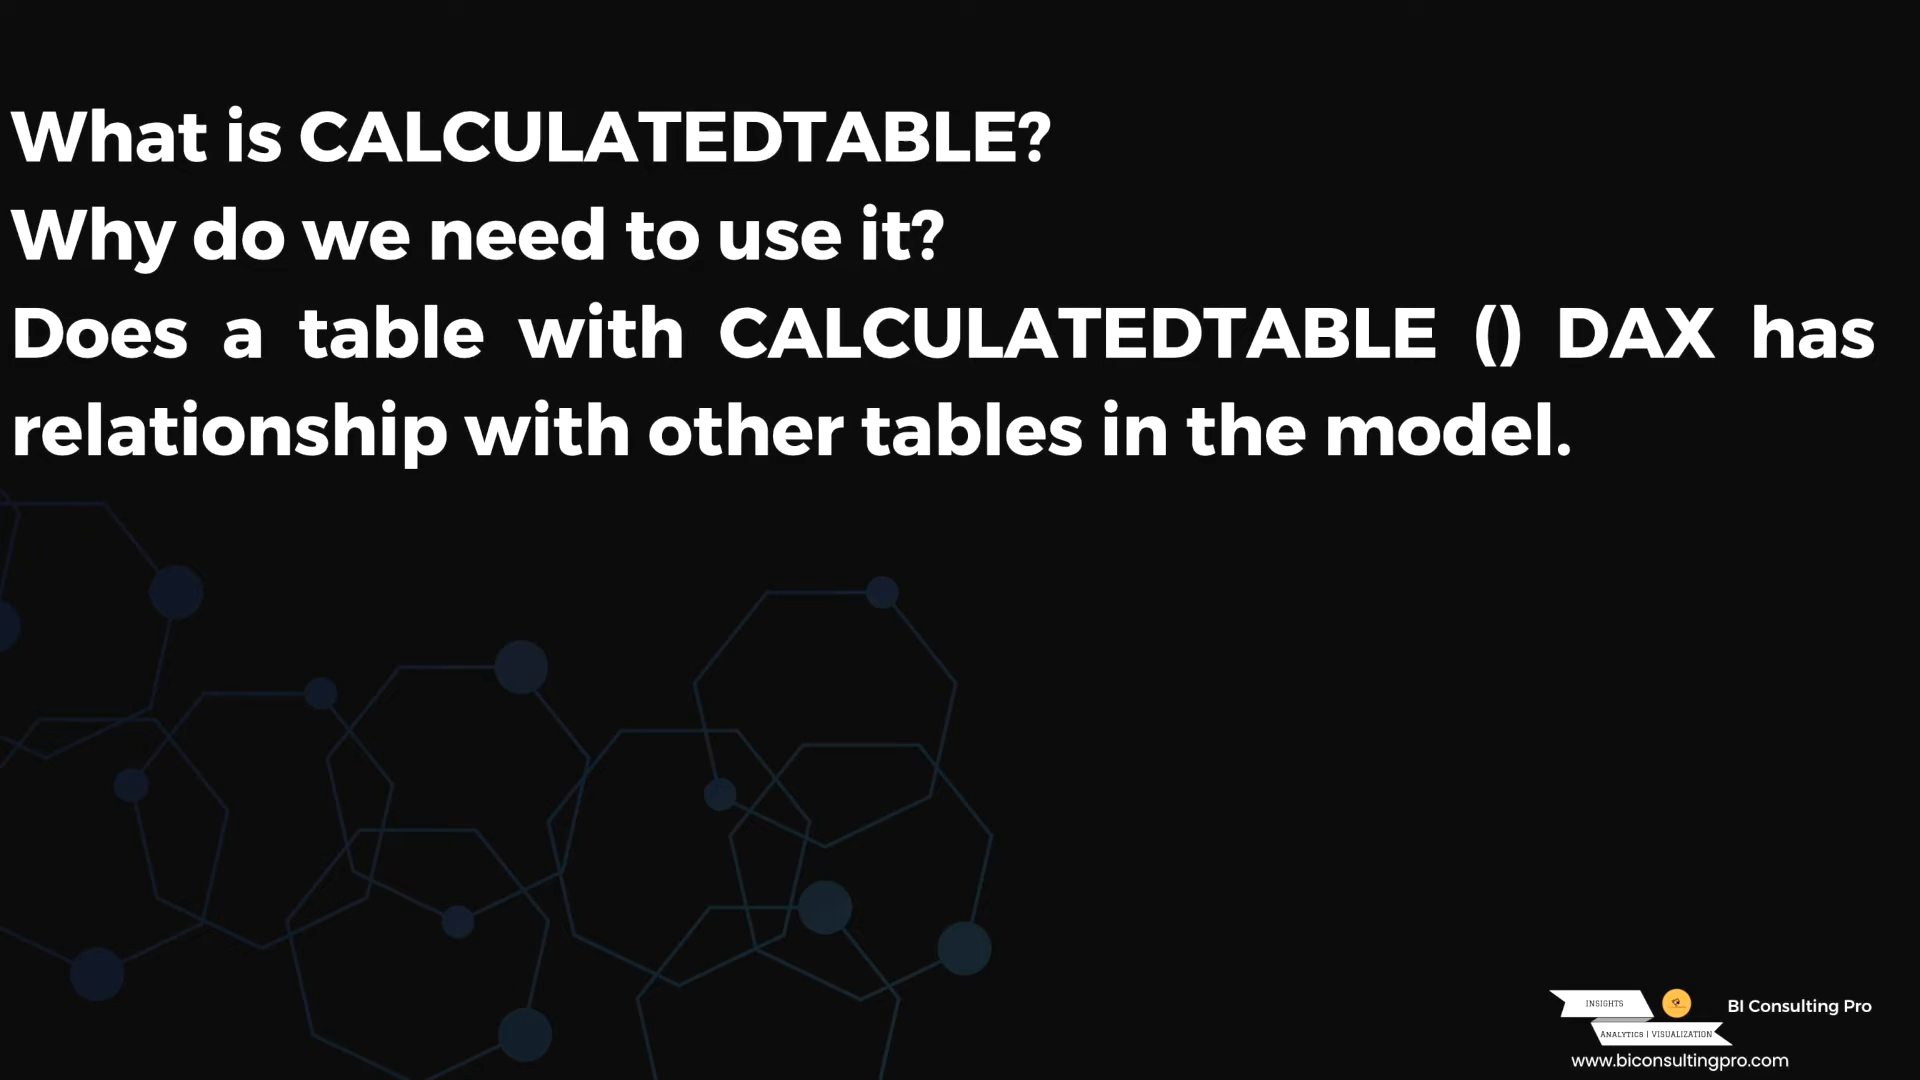 What is CALCULATEDTABLE?
Why do we need to use it?
Does a table with CALCULATEDTABLE () DAX has
relationship with other tables in the model.
INSIGHTS
BI Consulting Pro
ANALYTICS | VISUALIZATION
www.biconsultingpro.com